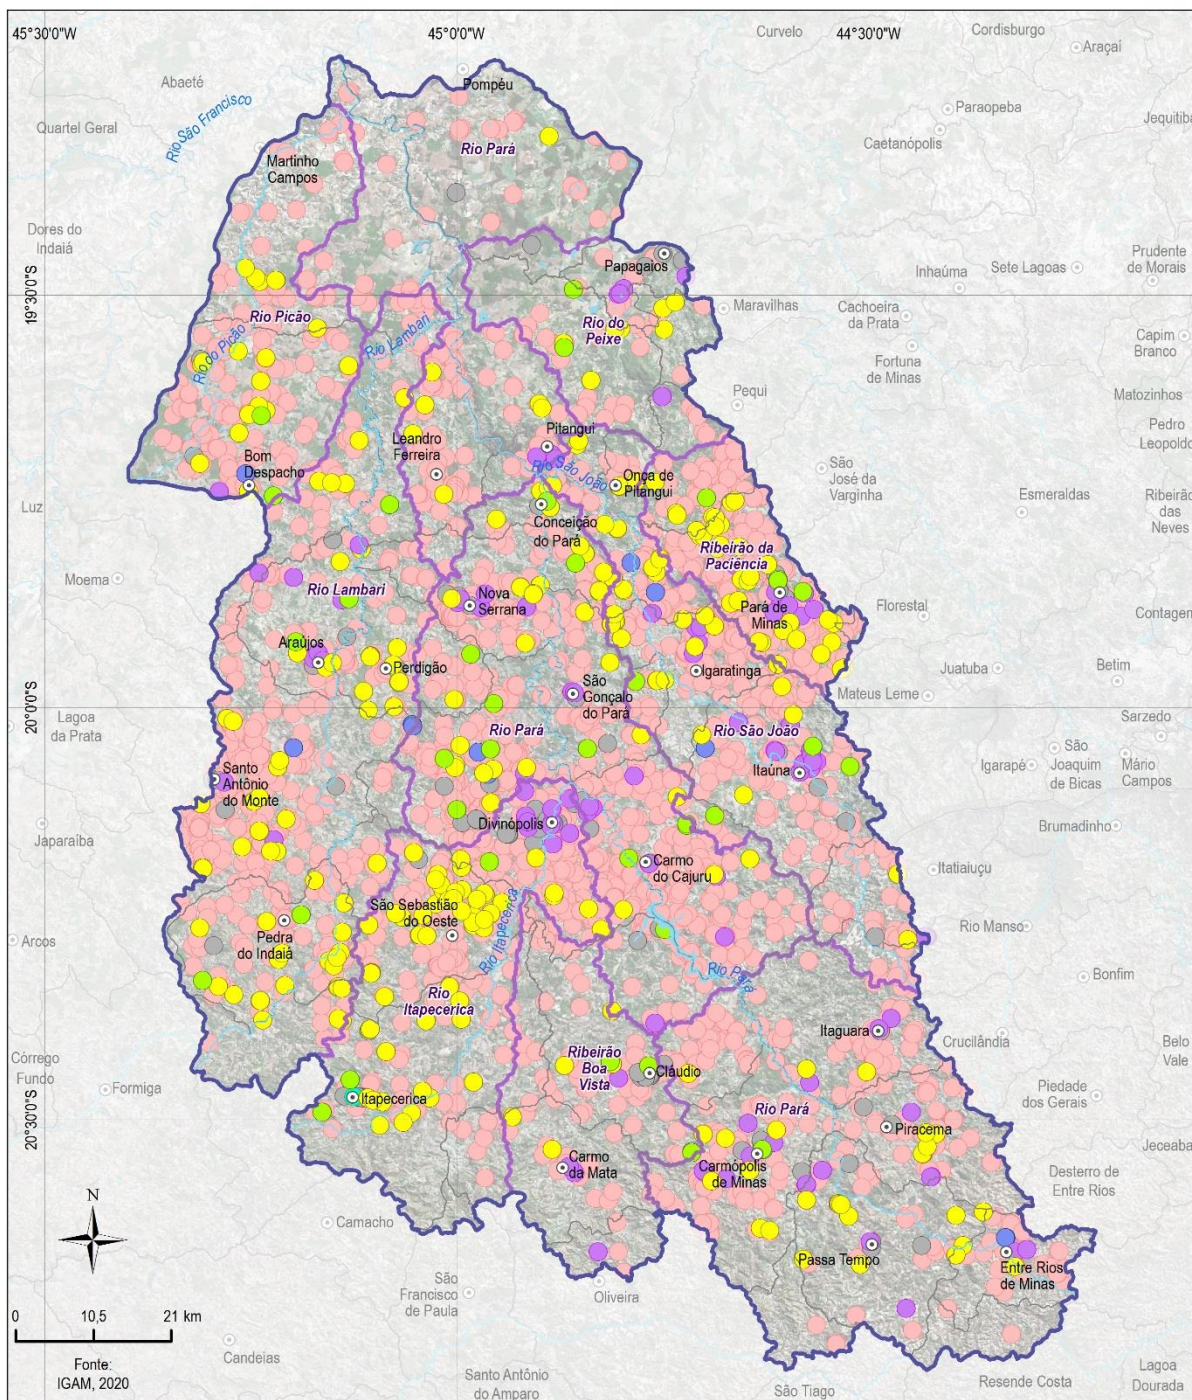 45°30'0"W
45°0'0"W
44°30'0"W
Curvelo
Cordisburgo
Araçaí
Abaeté
Pompéu
Rio São Francisco
Quartel Geral
Paraopeba
Caetanópolis
Jequitiba
Rio Pará
Martinho
Campos
Dores do
Indaiá
Papagaios
Inhaúma
Sete Lagoas
Prudente
de Morais
19°30'0"S
Maravilhas
Cachoeira
da Prata
Rio Picão
Rio do Picão
Rio Lambari
Rio do
Peixe
Fortuna
de Minas
Capim
Branco
Pequi
Matozinhos
Leandro
Ferreira
Pitangui
Pedro
Leopoldo
Bom
Despacho
Rio São João
Onça de
Pitangui
São
José da
Varginha
Luz
Esmeraldas
Ribeirão
das
Neves
Conceição
do Pará
Ribeirão da
Paciência
Moema
Rio Lambari
Nova
Serrana
Pará de
Minas
Florestal
Contagem
Araújos
Perdigão
Igaratinga
Juatuba
Betim
São
Gonçalo
do Pará
Mateus Leme
20°0'0"S
Lagoa
da Prata
Rio Pará
Rio São João
Sarzedo
Santo
Antônio
do Monte
Itaúna
Igarapé
São
Joaquim
de Bicas
Mário
Campos
Japaraíba
Divinópolis
Brumadinho
Carmo
do Cajuru
Itatiaiuçu
São Sebastião
do Oeste
Arcos
Pedra
do Indaiá
Rio Itapecerica
Rio Manso
Rio Pará
Bonfim
Rio
Itapecerica
Itaguara
Crucilândia
Córrego
Fundo
Ribeirão
Boa
Vista
Cláudio
Belo
Vale
Formiga
Itapecerica
Rio Pará
Piedade
dos Gerais
20°30'0"S
Piracema
Jeceaba
Carmo
da Mata
Carmópolis
de Minas
Desterro de
Entre Rios
N
Camacho
Passa Tempo
Entre Rios
de Minas
São
Francisco
de Paula
Oliveira
0 10,5 21 km
Fonte:
IGAM, 2020
Candeias
Santo Antônio
do Amparo
São Tiago
Resende Costa
Lagoa
Dourada